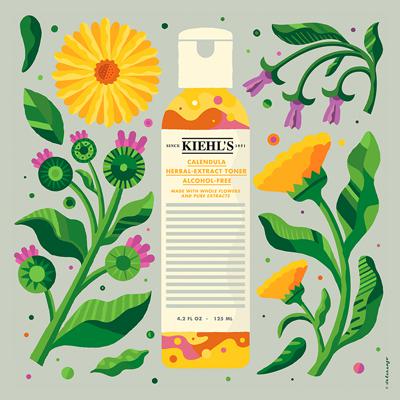 SINCE KIEHL'S 1851
CALENDULA
HERBAL-EXTRACT TONER
ALCOHOL-FREE
MADE WITH WHOLE FLOWERS
AND PURE EXTRACTS
4.2 FL OZ - 125 ML